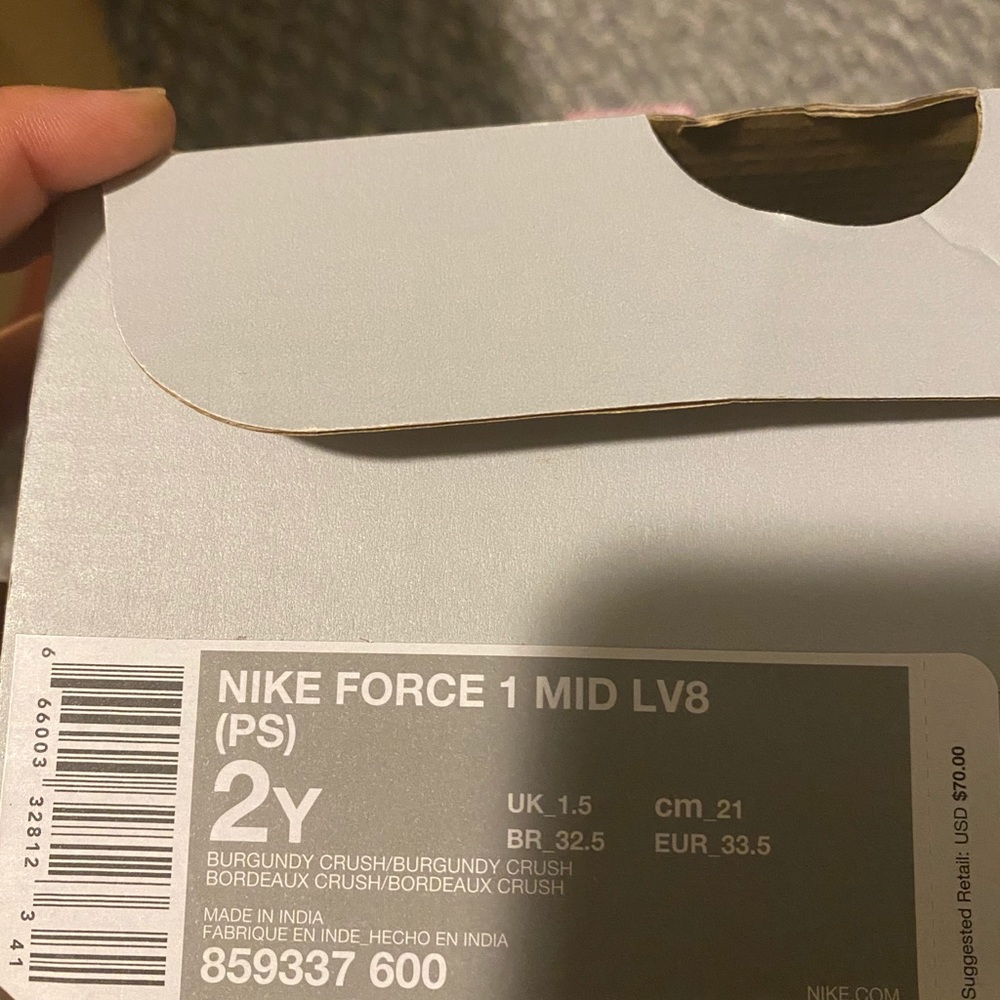 NIKE FORCE 1 MID LV8
(PS)
2Y
UK_1.5 cm_21
BR_32.5 EUR_33.5
BURGUNDY CRUSH/BURGUNDY CRUSH
BORDEAUX CRUSH/BORDEAUX CRUSH
MADE IN INDIA
FABRIQUE EN INDE_HECHO EN INDIA
859337 600
NIKE.COM
6 66003 32812 3 41
Suggested Retail: USD $70.00